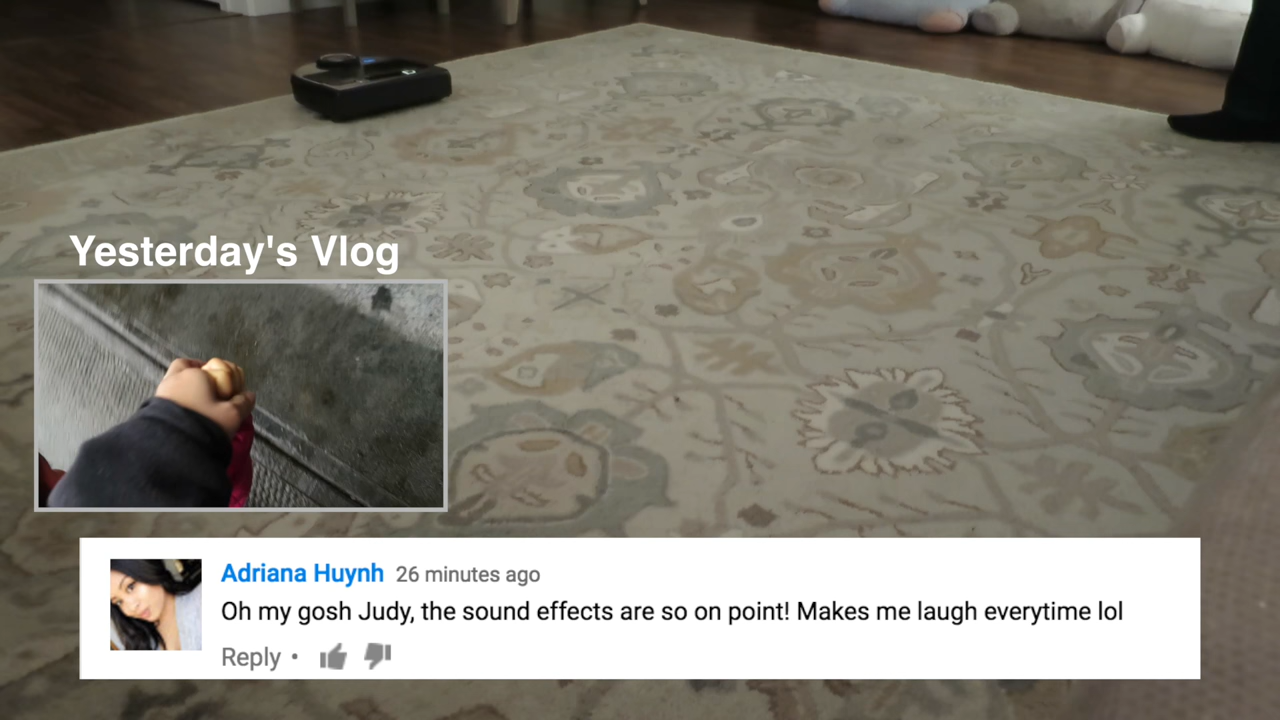 Yesterday's Vlog
Adriana Huynh 26 minutes ago
Oh my gosh Judy, the sound effects are so on point! Makes me laugh everytime lol
Reply •